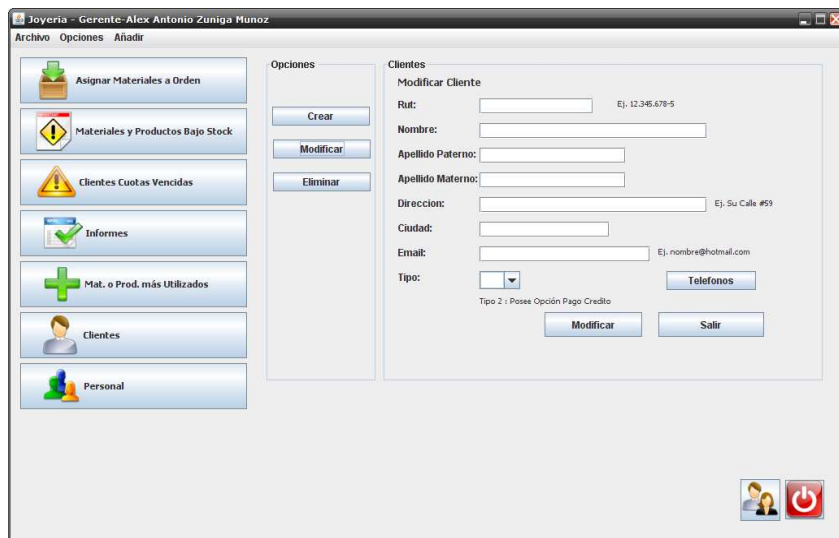 Joyeria - Gerente-Alex Antonio Zuniga Munoz
Archivo Opciones Añadir
Asignar Materiales a Orden
Materiales y Productos Bajo Stock
Clientes Cuotas Vencidas
Informes
Mat. o Prod. más Utilizados
Clientes
Personal
Opciones
Crear
Modificar
Eliminar
Clientes
Modificar Cliente
Rut: Ej. 12.345.678-5
Nombre:
Apellido Paterno:
Apellido Materno:
Direccion: Ej. Su Calle #59
Ciudad:
Email: Ej. nombre@hotmail.com
Tipo: Telefonos
Tipo 2 : Posee Opción Pago Credito
Modificar Salir